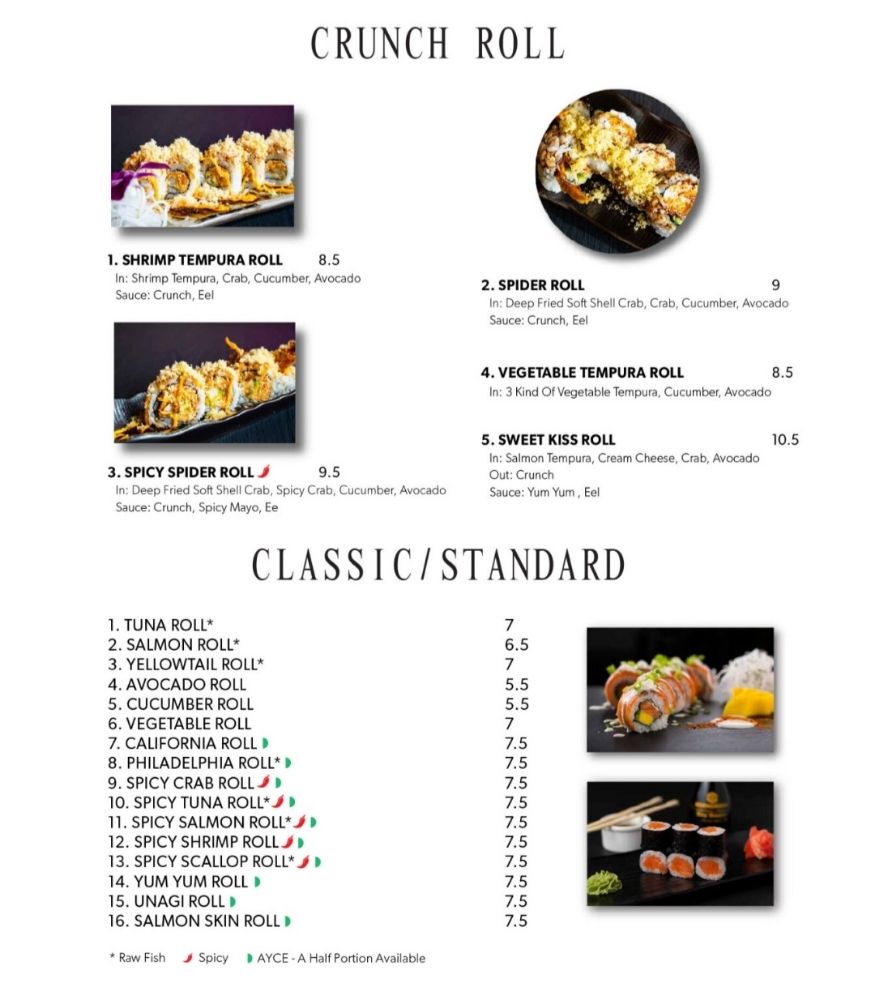 CRUNCH ROLL
1. SHRIMP TEMPURA ROLL 8.5
In: Shrimp Tempura, Crab, Cucumber, Avocado
Sauce: Crunch, Eel
2. SPIDER ROLL 9
In: Deep Fried Soft Shell Crab, Crab, Cucumber, Avocado
Sauce: Crunch, Eel
3. SPICY SPIDER ROLL 9.5
In: Deep Fried Soft Shell Crab, Spicy Crab, Cucumber, Avocado
Sauce: Crunch, Spicy Mayo, Ee
4. VEGETABLE TEMPURA ROLL 8.5
In: 3 Kind Of Vegetable Tempura, Cucumber, Avocado
5. SWEET KISS ROLL 10.5
In: Salmon Tempura, Cream Cheese, Crab, Avocado
Out: Crunch
Sauce: Yum Yum , Eel
CLASSIC/STANDARD
1. TUNA ROLL* 7
2. SALMON ROLL* 6.5
3. YELLOWTAIL ROLL* 7
4. AVOCADO ROLL 5.5
5. CUCUMBER ROLL 5.5
6. VEGETABLE ROLL 7
7. CALIFORNIA ROLL 7.5
8. PHILADELPHIA ROLL* 7.5
9. SPICY CRAB ROLL 7.5
10. SPICY TUNA ROLL* 7.5
11. SPICY SALMON ROLL* 7.5
12. SPICY SHRIMP ROLL 7.5
13. SPICY SCALLOP ROLL* 7.5
14. YUM YUM ROLL 7.5
15. UNAGI ROLL 7.5
16. SALMON SKIN ROLL 7.5
* Raw Fish Spicy AYCE - A Half Portion Available